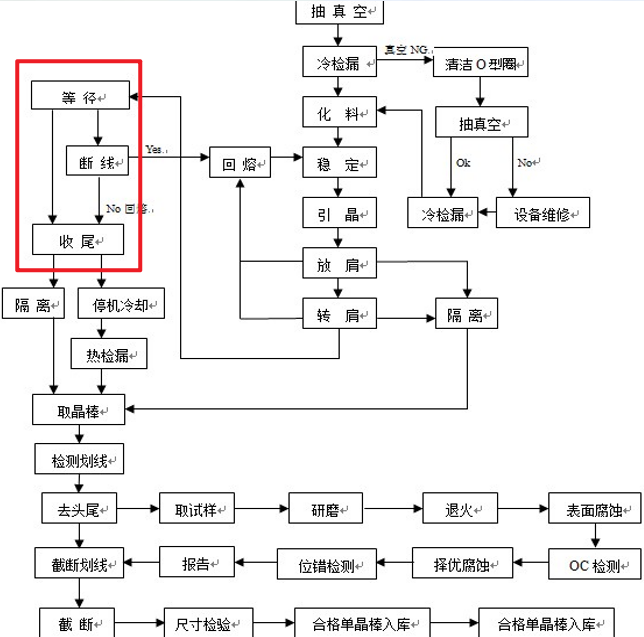 抽 真 空↵
冷检漏↵
真空 NG.↵
清洁 O 型圈↵
等 径↵
化 料↵
抽真空↵
断 线↵
Yes.↵
回 熔↵
稳 定↵
Ok
No↵
引 晶↵
冷检漏↵
设备维修↵
No 回熔.↵
收 尾↵
放 肩↵
隔 离↵
停机冷却↵
转 肩↵
隔 离↵
热检漏↵
取晶棒↵
检测划线↵
去头尾↵
取试样↵
研磨↵
退火↵
表面腐蚀↵
截断划线↵
报告↵
位错检测↵
择优腐蚀↵
OC 检测↵
截 断↵
尺寸检验↵
合格单晶棒入库↵
合格单晶棒入库↵